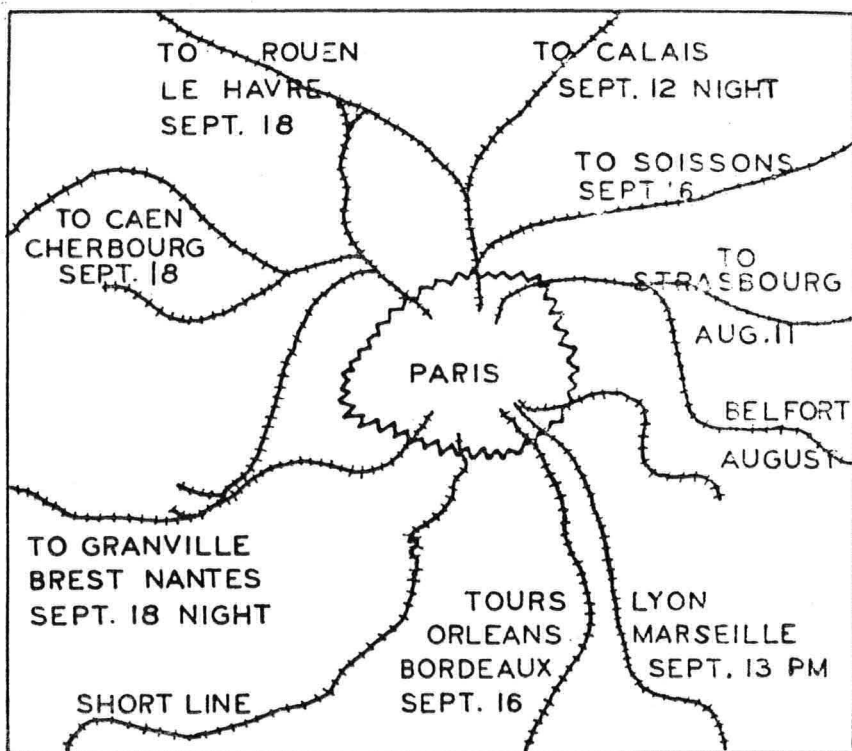 TO ROUEN
LE HAVRE
SEPT. 18
TO CALAIS
SEPT. 12 NIGHT
TO SOISSONS
SEPT '6
TO CAEN
CHERBOURG
SEPT. 18
TO
STRASBOURG
AUG. 11
PARIS
BELFORT
AUGUST
TO GRANVILLE
BREST NANTES
SEPT. 18 NIGHT
TOURS
ORLEANS
BORDEAUX
SEPT. 16
LYON
MARSEILLE
SEPT. 13 PM
SHORT LINE